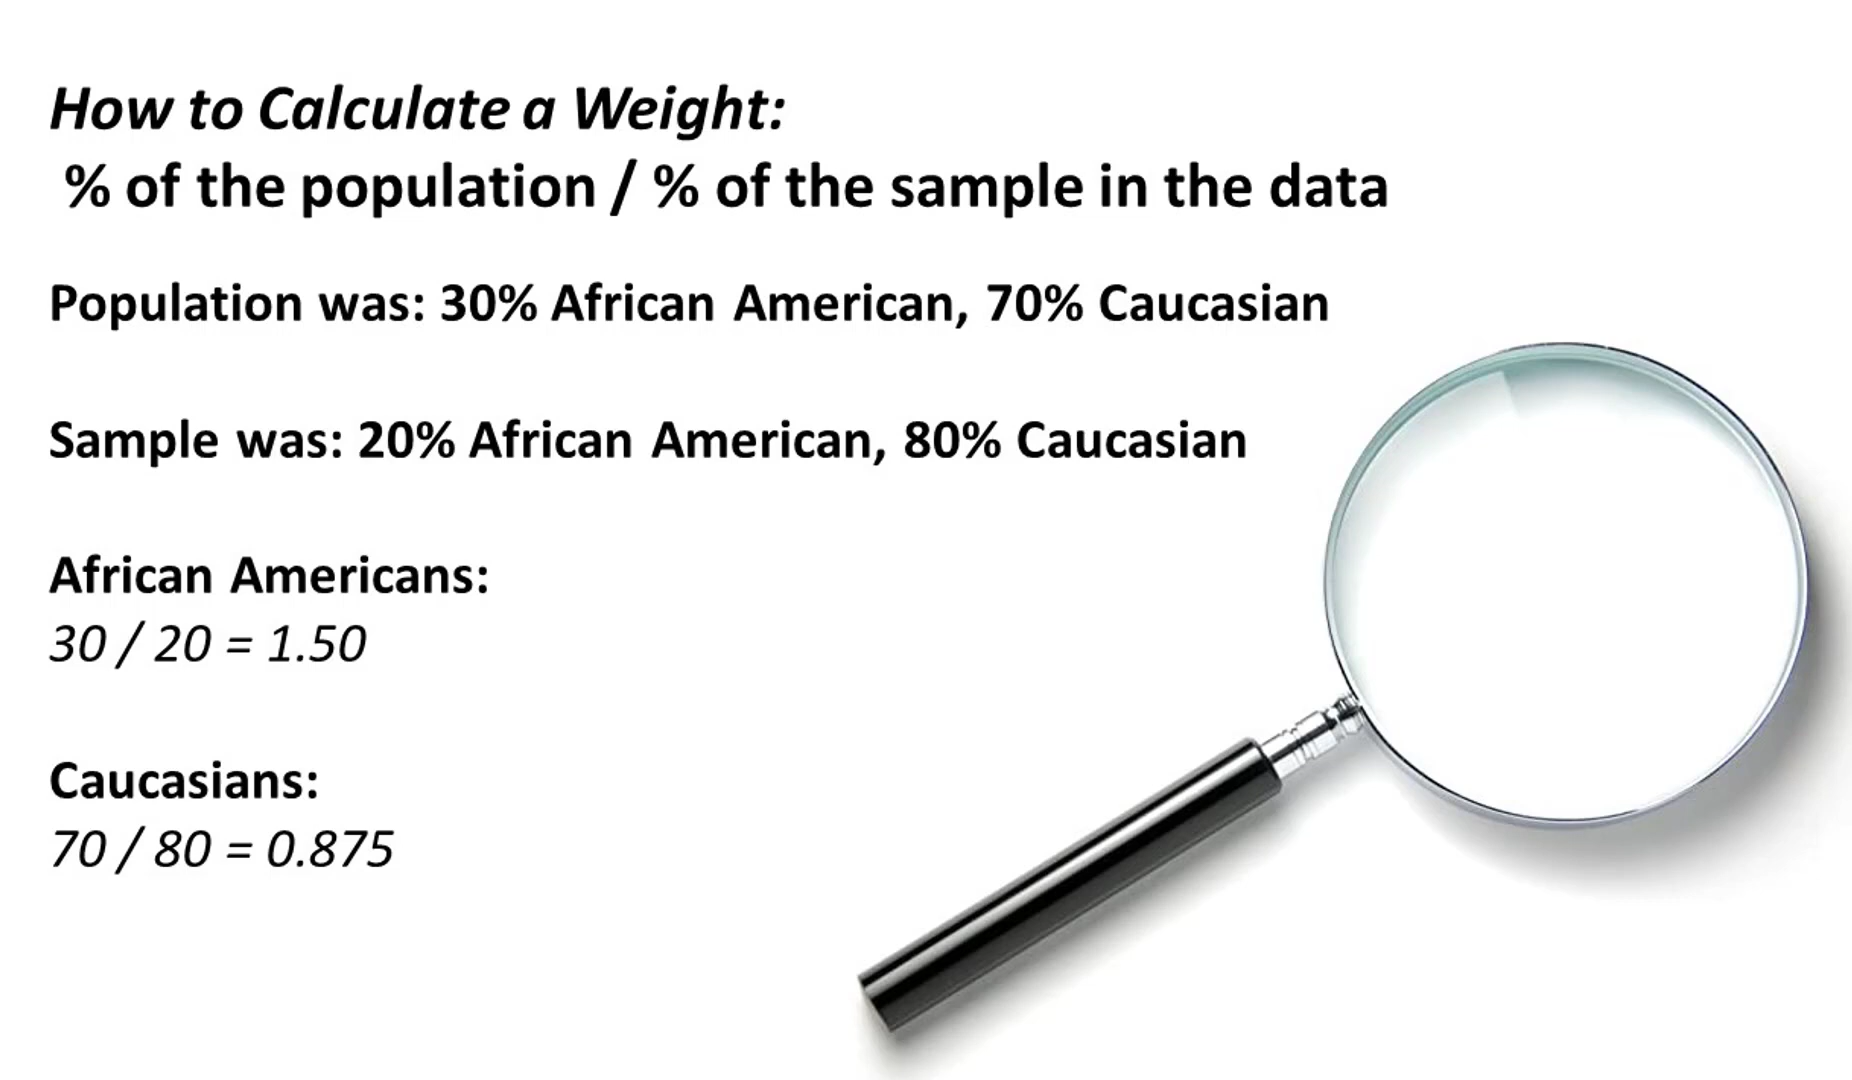 How to Calculate a Weight:
% of the population / % of the sample in the data
Population was: 30% African American, 70% Caucasian
Sample was: 20% African American, 80% Caucasian
African Americans:
30 / 20 = 1.50
Caucasians:
70 / 80 = 0.875